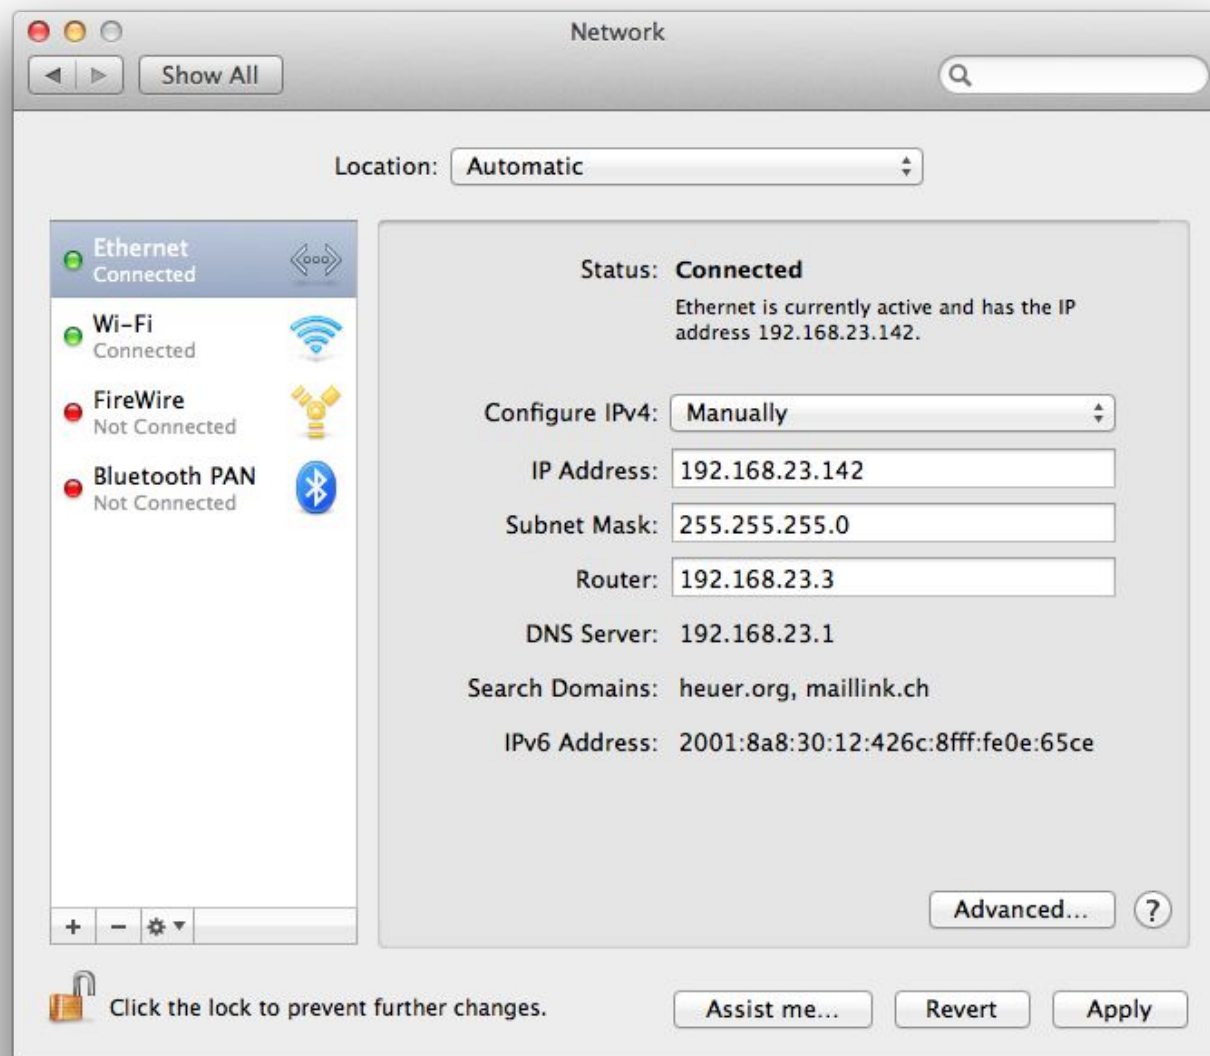 Network
Show All
Location: Automatic
Ethernet
Connected
Wi-Fi
Connected
FireWire
Not Connected
Bluetooth PAN
Not Connected
Status: Connected
Ethernet is currently active and has the IP
address 192.168.23.142.
Configure IPv4: Manually
IP Address: 192.168.23.142
Subnet Mask: 255.255.255.0
Router: 192.168.23.3
DNS Server: 192.168.23.1
Search Domains: heuer.org, maillink.ch
IPv6 Address: 2001:8a8:30:12:426c:8fff:fe0e:65ce
Advanced... ?
Click the lock to prevent further changes.
Assist me... Revert Apply